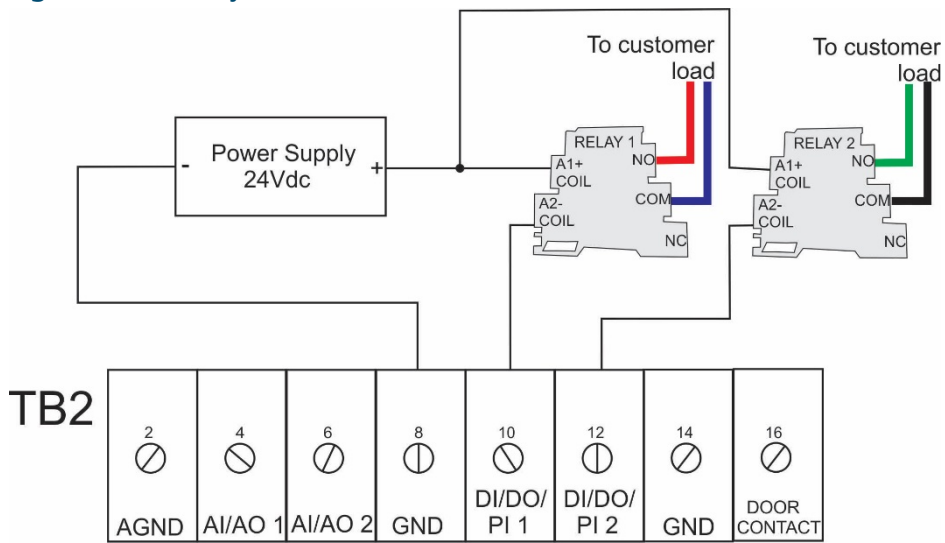 To customer
load
To customer
load
Power Supply
24Vdc
-
+
RELAY 1
A1+
COIL
NO
A2-
COIL
COM
NC
RELAY 2
A1+
COIL
NO
A2-
COIL
COM
NC
TB2
2
4
6
8
10
12
14
16
AGND
AI/AO 1
AI/AO 2
GND
DI/DO/
PI 1
DI/DO/
PI 2
GND
DOOR
CONTACT